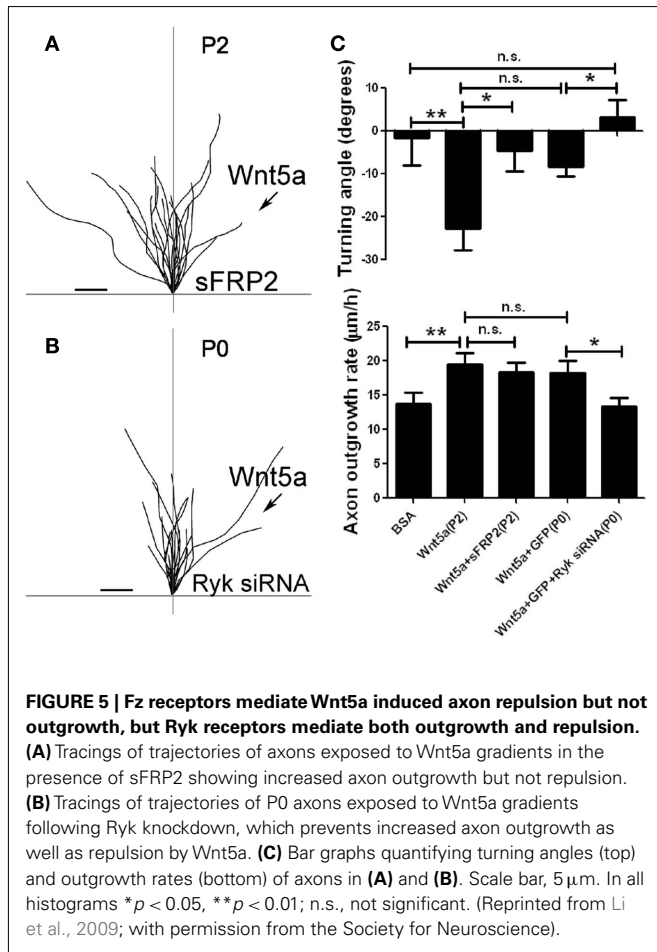 A
P2
Wnt5a
sFRP2
B
P0
Wnt5a
Ryk siRNA
C
n.s.
n.s.
*
**
*
10
0
-10
-20
-30
Turning angle (degrees)
n.s.
**
n.s.
*
25
20
15
10
5
0
Axon outgrowth rate (μm/h)
BSA
Wnt5a(P2)
Wnt5a+sFRP2(P2)
Wnt5a+GFP(P0)
Wnt5a+GFP+Ryk siRNA(P0)
FIGURE 5 | Fz receptors mediate Wnt5a induced axon repulsion but not
outgrowth, but Ryk receptors mediate both outgrowth and repulsion.
(A) Tracings of trajectories of axons exposed to Wnt5a gradients in the
presence of sFRP2 showing increased axon outgrowth but not repulsion.
(B) Tracings of trajectories of P0 axons exposed to Wnt5a gradients
following Ryk knockdown, which prevents increased axon outgrowth as
well as repulsion by Wnt5a. (C) Bar graphs quantifying turning angles (top)
and outgrowth rates (bottom) of axons in (A) and (B). Scale bar, 5 μm. In all
histograms *p < 0.05, **p < 0.01; n.s., not significant. (Reprinted from Li
et al., 2009; with permission from the Society for Neuroscience).